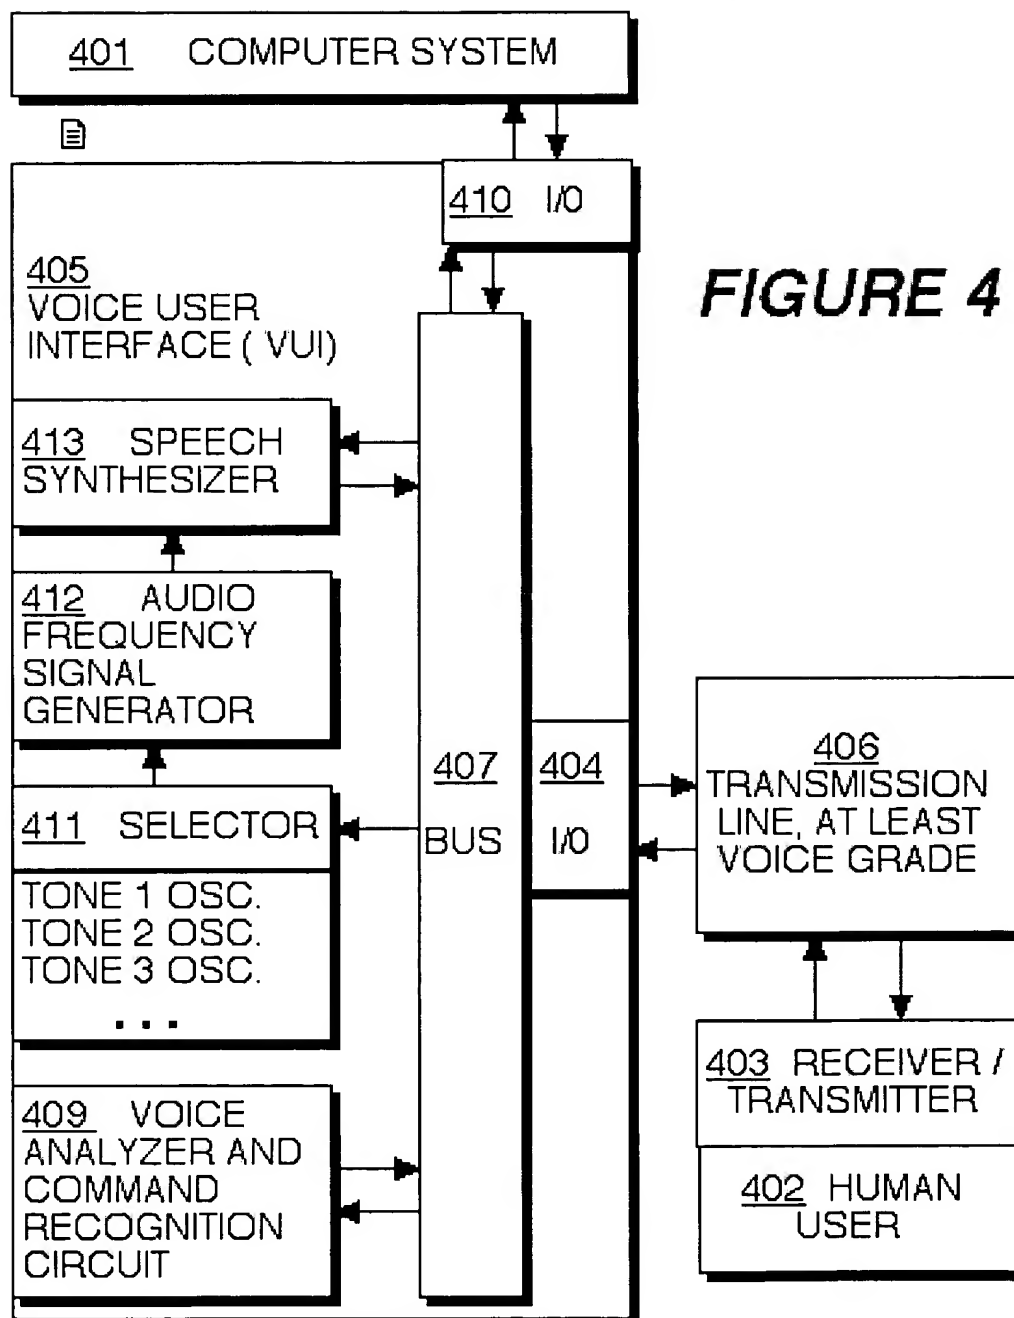 401 COMPUTER SYSTEM
410 I/O
405
VOICE USER
INTERFACE ( VUI)
FIGURE 4
413 SPEECH
SYNTHESIZER
412 AUDIO
FREQUENCY
SIGNAL
GENERATOR
411 SELECTOR
TONE 1 OSC.
TONE 2 OSC.
TONE 3 OSC.
. . .
409 VOICE
ANALYZER AND
COMMAND
RECOGNITION
CIRCUIT
407
BUS
404
I/0
406
TRANSMISSION
LINE, AT LEAST
VOICE GRADE
403 RECEIVER /
TRANSMITTER
402 HUMAN
USER